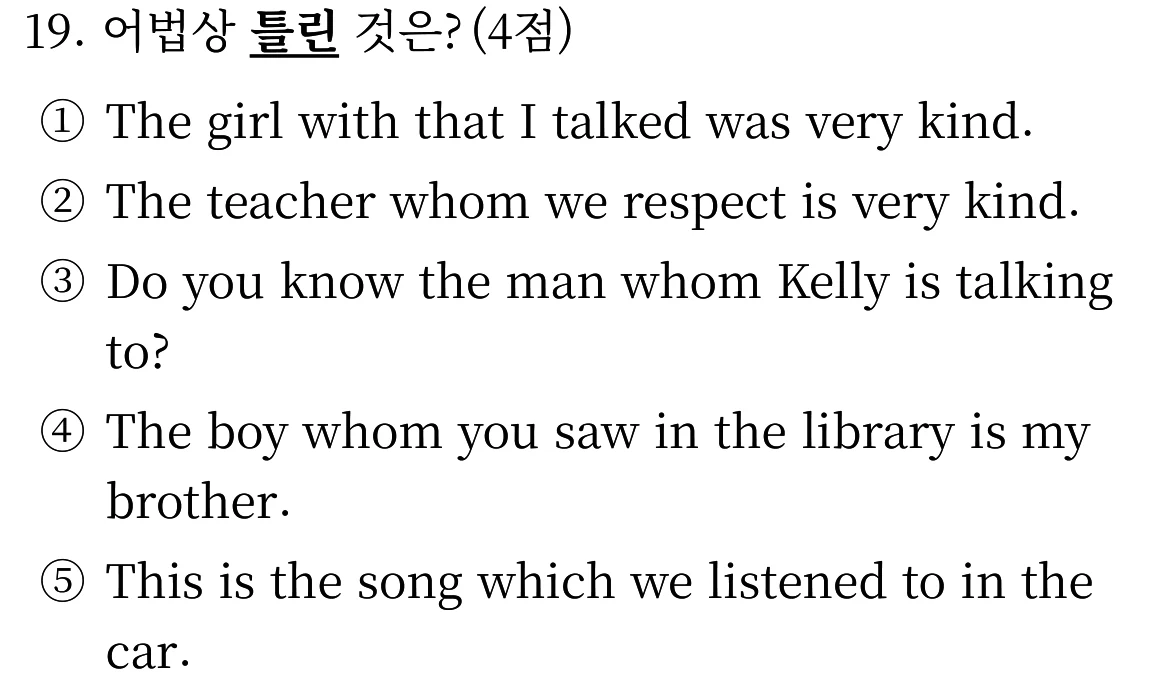 19. 어법상 틀린 것은? (4점)
① The girl with that I talked was very kind.
② The teacher whom we respect is very kind.
③ Do you know the man whom Kelly is talking
to?
④ The boy whom you saw in the library is my
brother.
⑤ This is the song which we listened to in the
car.